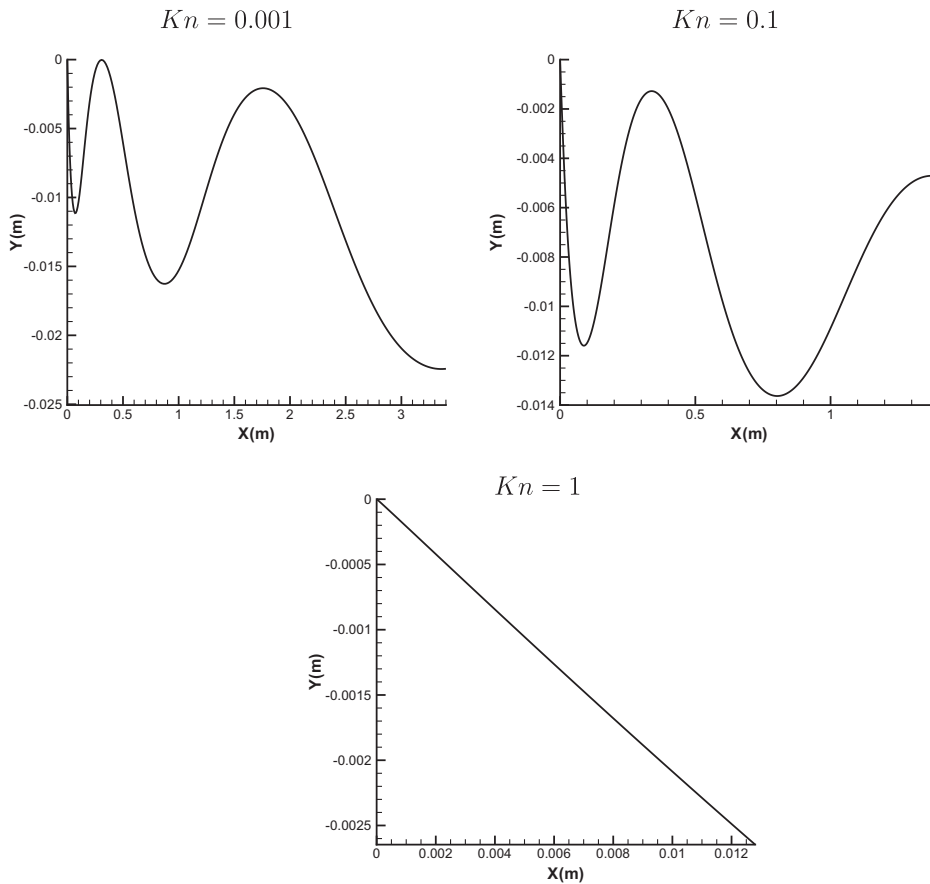 Kn = 0.001
0
-0.005
-0.01
-0.015
-0.02
-0.025
Y(m)
0 0.5 1 1.5 2 2.5 3
X(m)
Kn = 0.1
0
-0.002
-0.004
-0.006
-0.008
-0.01
-0.012
-0.014
Y(m)
0 0.5 1
X(m)
Kn = 1
0
-0.0005
-0.001
-0.0015
-0.002
-0.0025
Y(m)
0 0.002 0.004 0.006 0.008 0.01 0.012
X(m)